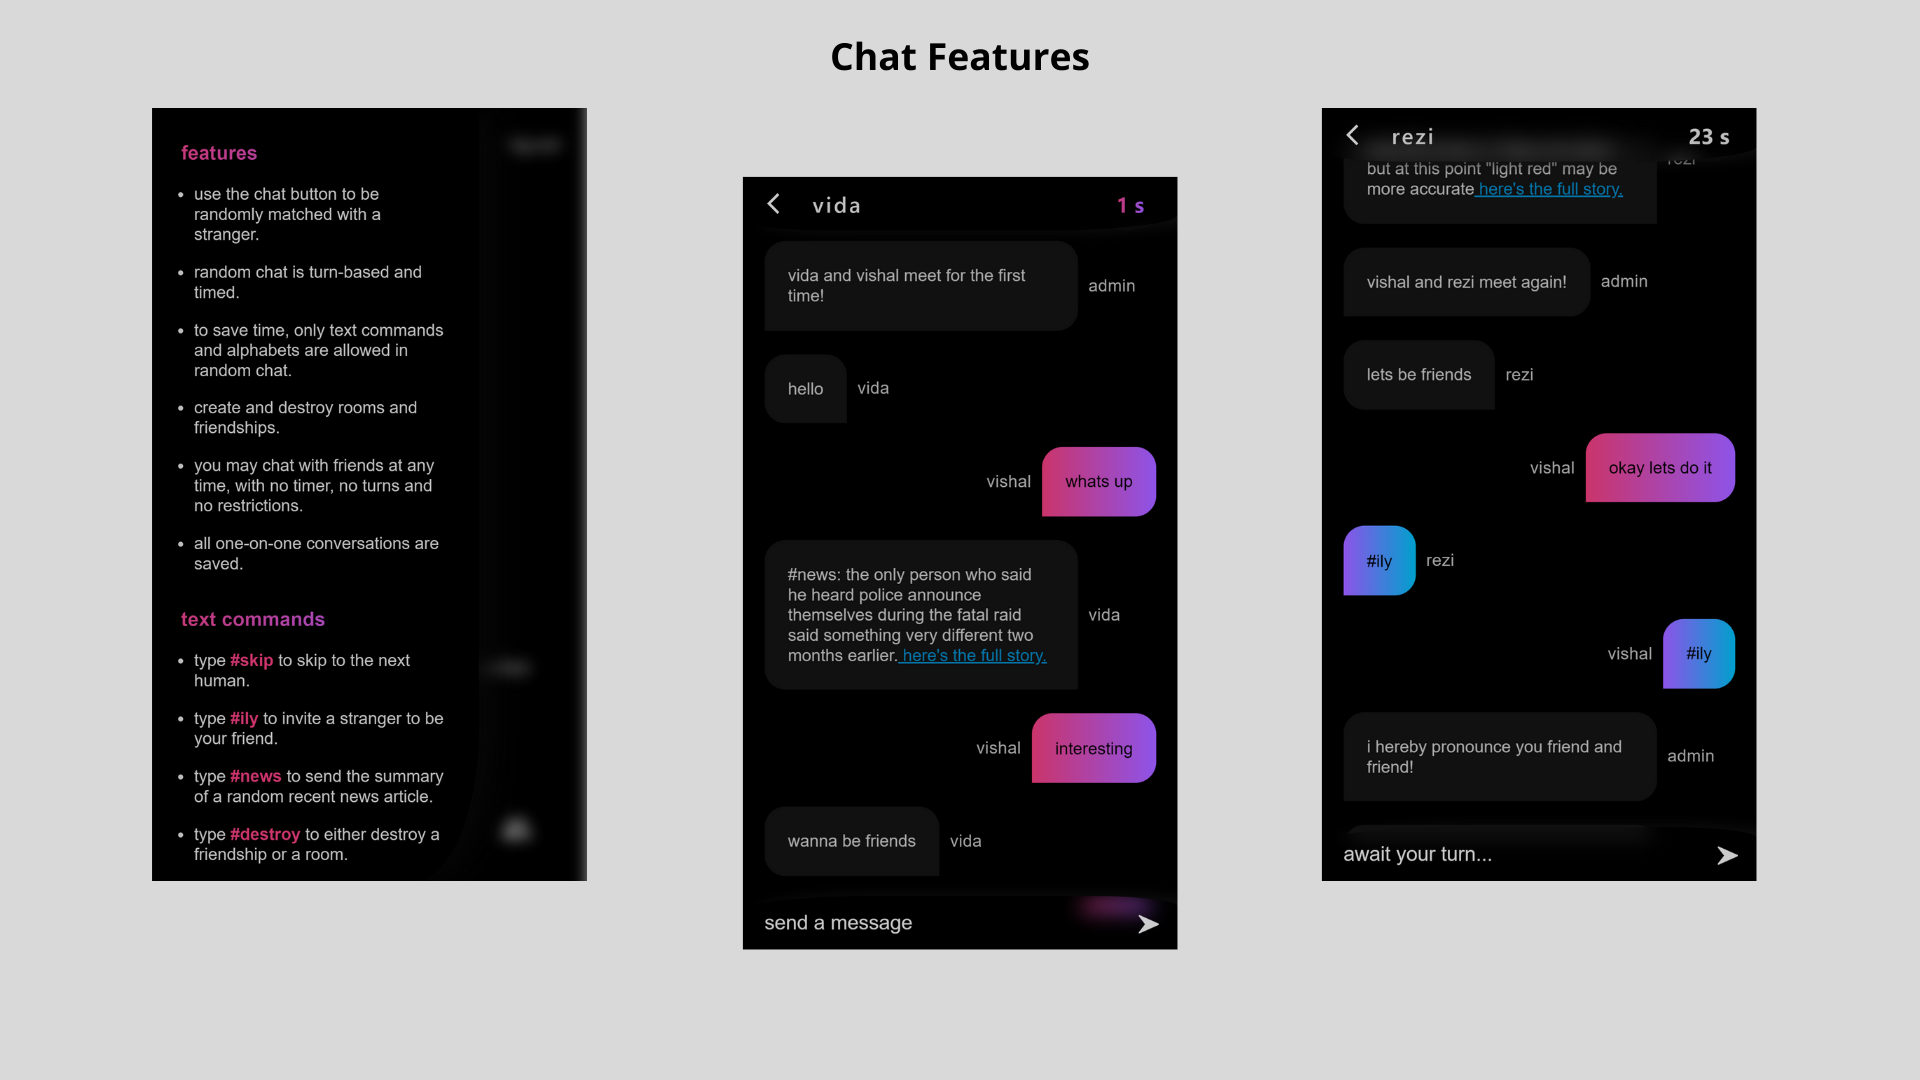 Chat Features
features
• use the chat button to be
randomly matched with a
stranger.
• random chat is turn-based and
timed.
• to save time, only text commands
and alphabets are allowed in
random chat.
• create and destroy rooms and
friendships.
• you may chat with friends at any
time, with no timer, no turns and
no restrictions.
• all one-on-one conversations are
saved.
text commands
• type #skip to skip to the next
human.
• type #ily to invite a stranger to be
your friend.
• type #news to send the summary
of a random recent news article.
• type #destroy to either destroy a
friendship or a room.
vida
1 s
vida and vishal meet for the first
time!
admin
hello
vida
vishal
whats up
#news: the only person who said
he heard police announce
themselves during the fatal raid
said something very different two
months earlier. here's the full story.
vida
vishal
interesting
wanna be friends
vida
send a message
rezi
23 s
but at this point "light red" may be
more accurate here's the full story.
rezi
vishal and rezi meet again!
admin
lets be friends
rezi
vishal
okay lets do it
#ily
rezi
vishal
#ily
i hereby pronounce you friend and
friend!
admin
await your turn...